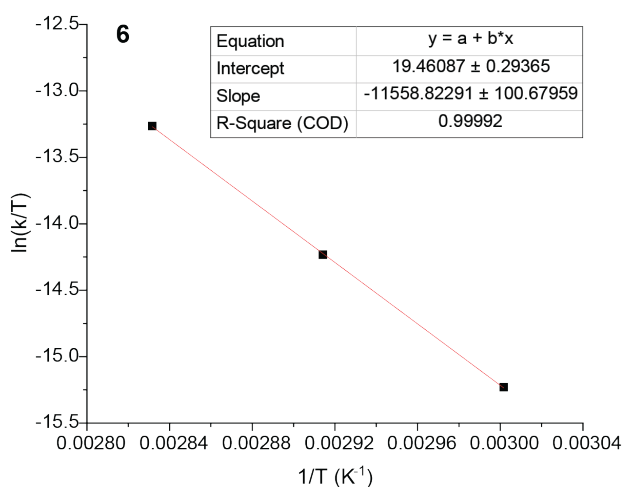 6
Equation y = a + b*x
Intercept 19.46087 ± 0.29365
Slope -11558.82291 ± 100.67959
R-Square (COD) 0.99992
-12.5
-13.0
-13.5
-14.0
-14.5
-15.0
-15.5
ln(k/T)
0.00280 0.00284 0.00288 0.00292 0.00296 0.00300 0.00304
1/T (K⁻¹)